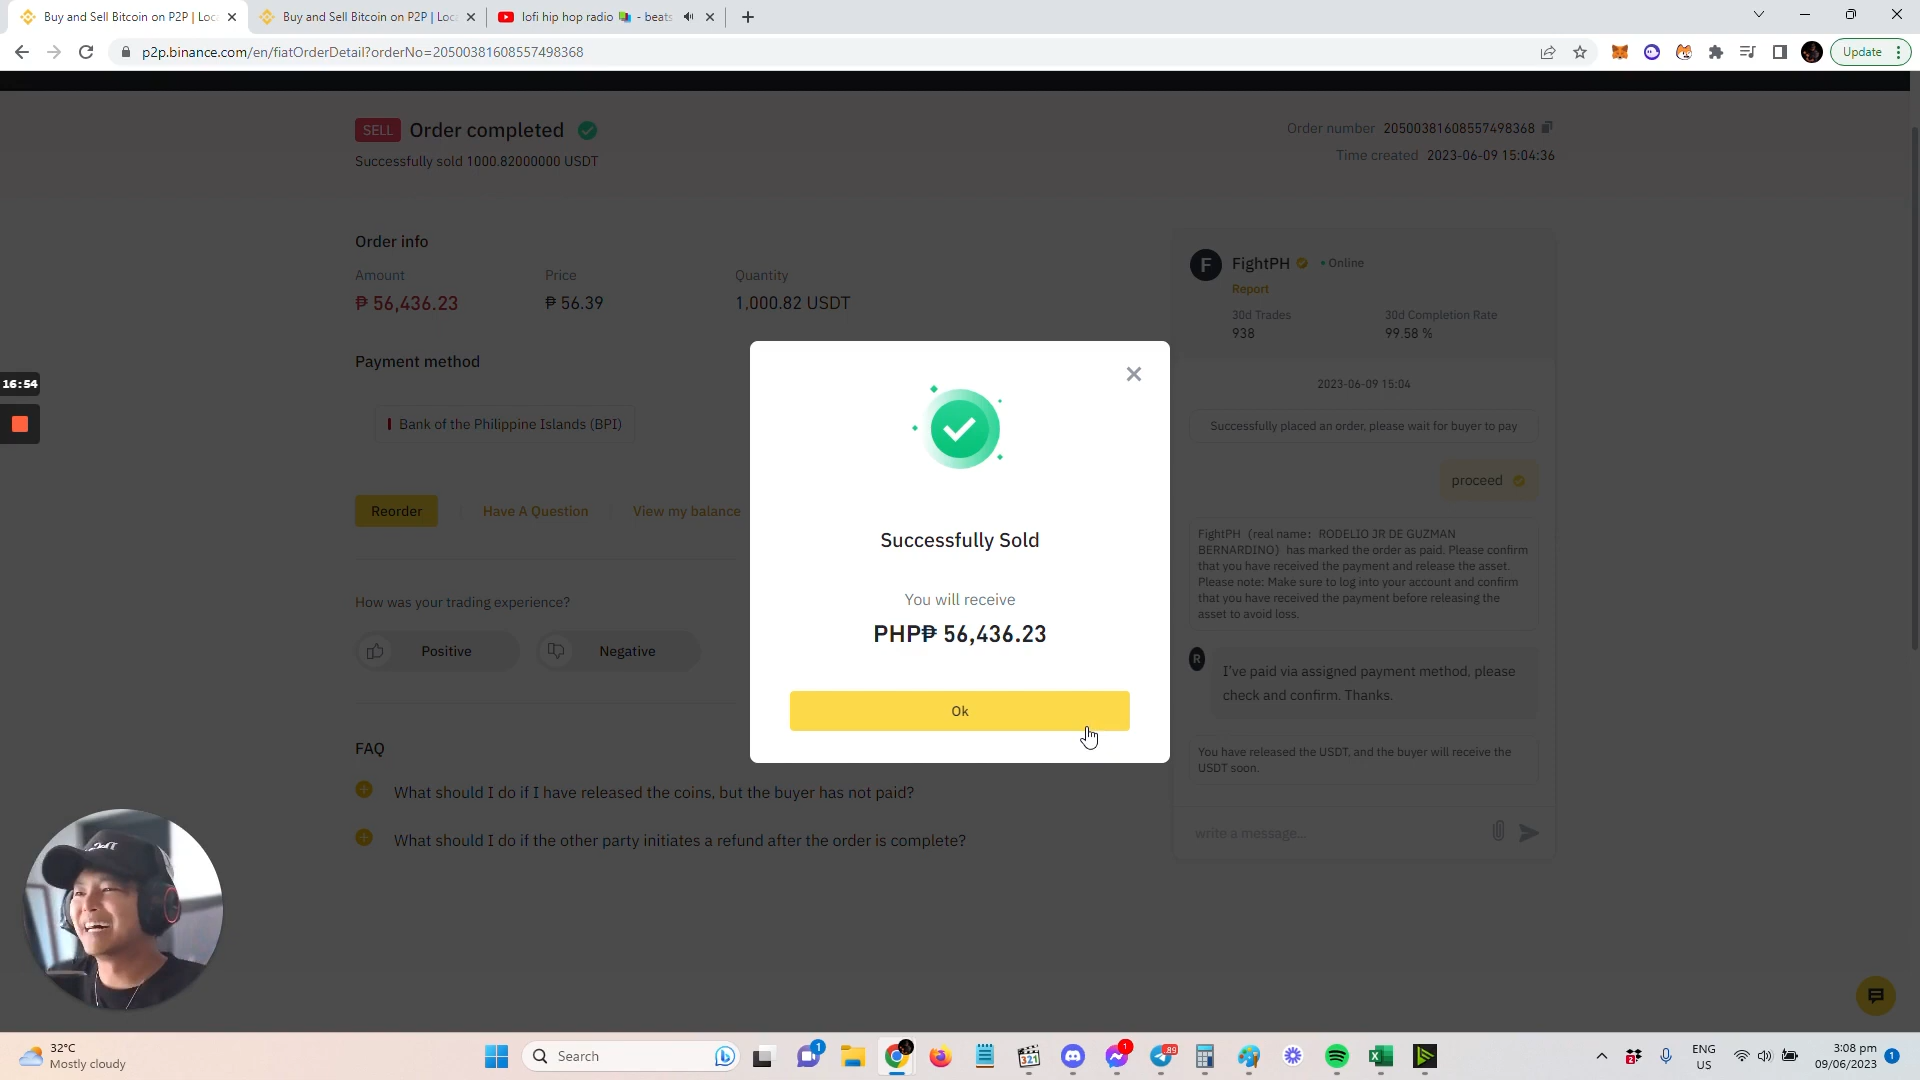 Buy and Sell Bitcoin on P2P | Loc
Buy and Sell Bitcoin on P2P | Loc
lofi hip hop radio 📚 - beats
p2p.binance.com/en/fiatOrderDetail?orderNo=20500381608557498368
Update
SELL Order completed
Successfully sold 1000.82000000 USDT
Order number 20500381608557498368
Time created 2023-06-09 15:04:36
Order info
Amount Price Quantity
₱ 56,436.23 ₱ 56.39 1,000.82 USDT
Payment method
Bank of the Philippine Islands (BPI)
Reorder Have A Question View my balance
How was your trading experience?
Positive Negative
FAQ
What should I do if I have released the coins, but the buyer has not paid?
What should I do if the other party initiates a refund after the order is complete?
16:54
Successfully Sold
You will receive
PHP₱ 56,436.23
Ok
F FightPH Online
Report
30d Trades 30d Completion Rate
938 99.58 %
2023-06-09 15:04
Successfully placed an order, please wait for buyer to pay
proceed
FightPH (real name: RODELIO JR DE GUZMAN
BERNARDINO) has marked the order as paid. Please confirm
that you have received the payment and release the asset.
Please note: Make sure to log into your account and confirm
that you have received the payment before releasing the
asset to avoid loss.
R
I've paid via assigned payment method, please
check and confirm. Thanks.
You have released the USDT, and the buyer will receive the
USDT soon.
write a message...
32°C
Mostly cloudy
Search
1
321
1
89
2
ENG
US
3:08 pm
09/06/2023
1